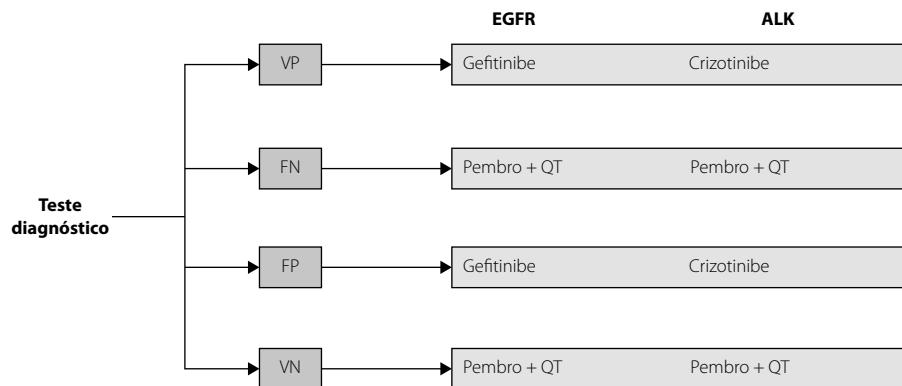 EGFR ALK
VP Gefitinibe Crizotinibe
FN Pembro + QT Pembro + QT
Teste
diagnóstico
FP Gefitinibe Crizotinibe
VN Pembro + QT Pembro + QT